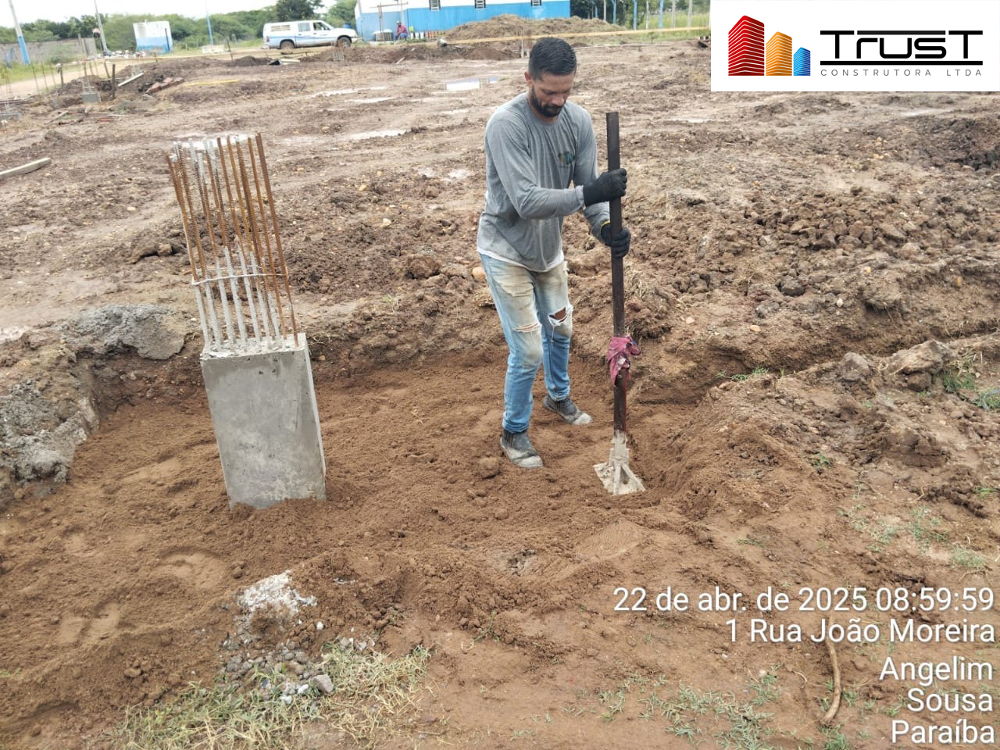 TRUST
CONSTRUTORA LTDA
22 de abr. de 2025 08:59:59
1 Rua João Moreira
Angelim
Sousa
Paraíba